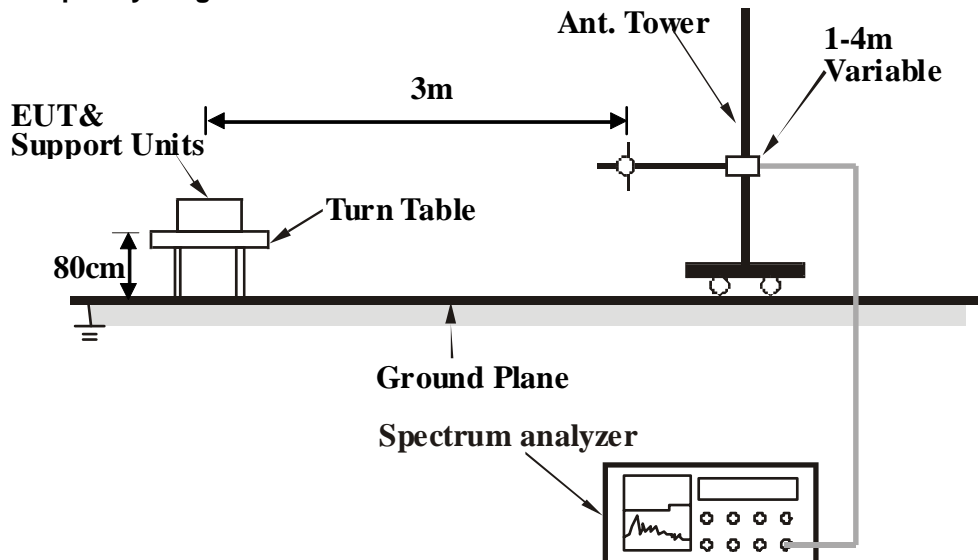 Ant. Tower
1-4m
Variable
3m
EUT&
Support Units
Turn Table
80cm
Ground Plane
Spectrum analyzer